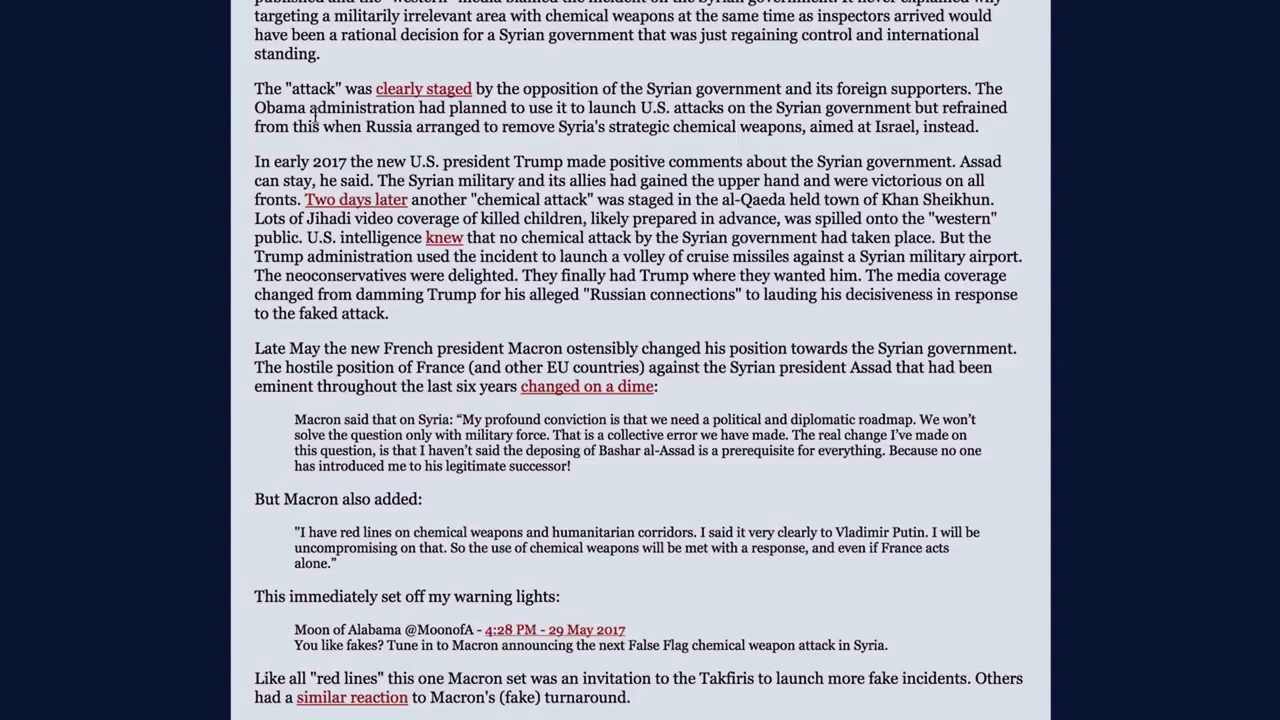 published and the "western" media blamed the incident on the Syrian government. It never explained why
targeting a militarily irrelevant area with chemical weapons at the same time as inspectors arrived would
have been a rational decision for a Syrian government that was just regaining control and international
standing.
The "attack" was clearly staged by the opposition of the Syrian government and its foreign supporters. The
Obama administration had planned to use it to launch U.S. attacks on the Syrian government but refrained
from this when Russia arranged to remove Syria's strategic chemical weapons, aimed at Israel, instead.
In early 2017 the new U.S. president Trump made positive comments about the Syrian government. Assad
can stay, he said. The Syrian military and its allies had gained the upper hand and were victorious on all
fronts. Two days later another "chemical attack" was staged in the al-Qaeda held town of Khan Sheikhun.
Lots of Jihadi video coverage of killed children, likely prepared in advance, was spilled onto the "western"
public. U.S. intelligence knew that no chemical attack by the Syrian government had taken place. But the
Trump administration used the incident to launch a volley of cruise missiles against a Syrian military airport.
The neoconservatives were delighted. They finally had Trump where they wanted him. The media coverage
changed from damming Trump for his alleged "Russian connections" to lauding his decisiveness in response
to the faked attack.
Late May the new French president Macron ostensibly changed his position towards the Syrian government.
The hostile position of France (and other EU countries) against the Syrian president Assad that had been
eminent throughout the last six years changed on a dime:
Macron said that on Syria: “My profound conviction is that we need a political and diplomatic roadmap. We won’t
solve the question only with military force. That is a collective error we have made. The real change I’ve made on
this question, is that I haven’t said the deposing of Bashar al-Assad is a prerequisite for everything. Because no one
has introduced me to his legitimate successor!
But Macron also added:
"I have red lines on chemical weapons and humanitarian corridors. I said it very clearly to Vladimir Putin. I will be
uncompromising on that. So the use of chemical weapons will be met with a response, and even if France acts
alone.”
This immediately set off my warning lights:
Moon of Alabama @MoonofA - 4:28 PM - 29 May 2017
You like fakes? Tune in to Macron announcing the next False Flag chemical weapon attack in Syria.
Like all "red lines" this one Macron set was an invitation to the Takfiris to launch more fake incidents. Others
had a similar reaction to Macron's (fake) turnaround.